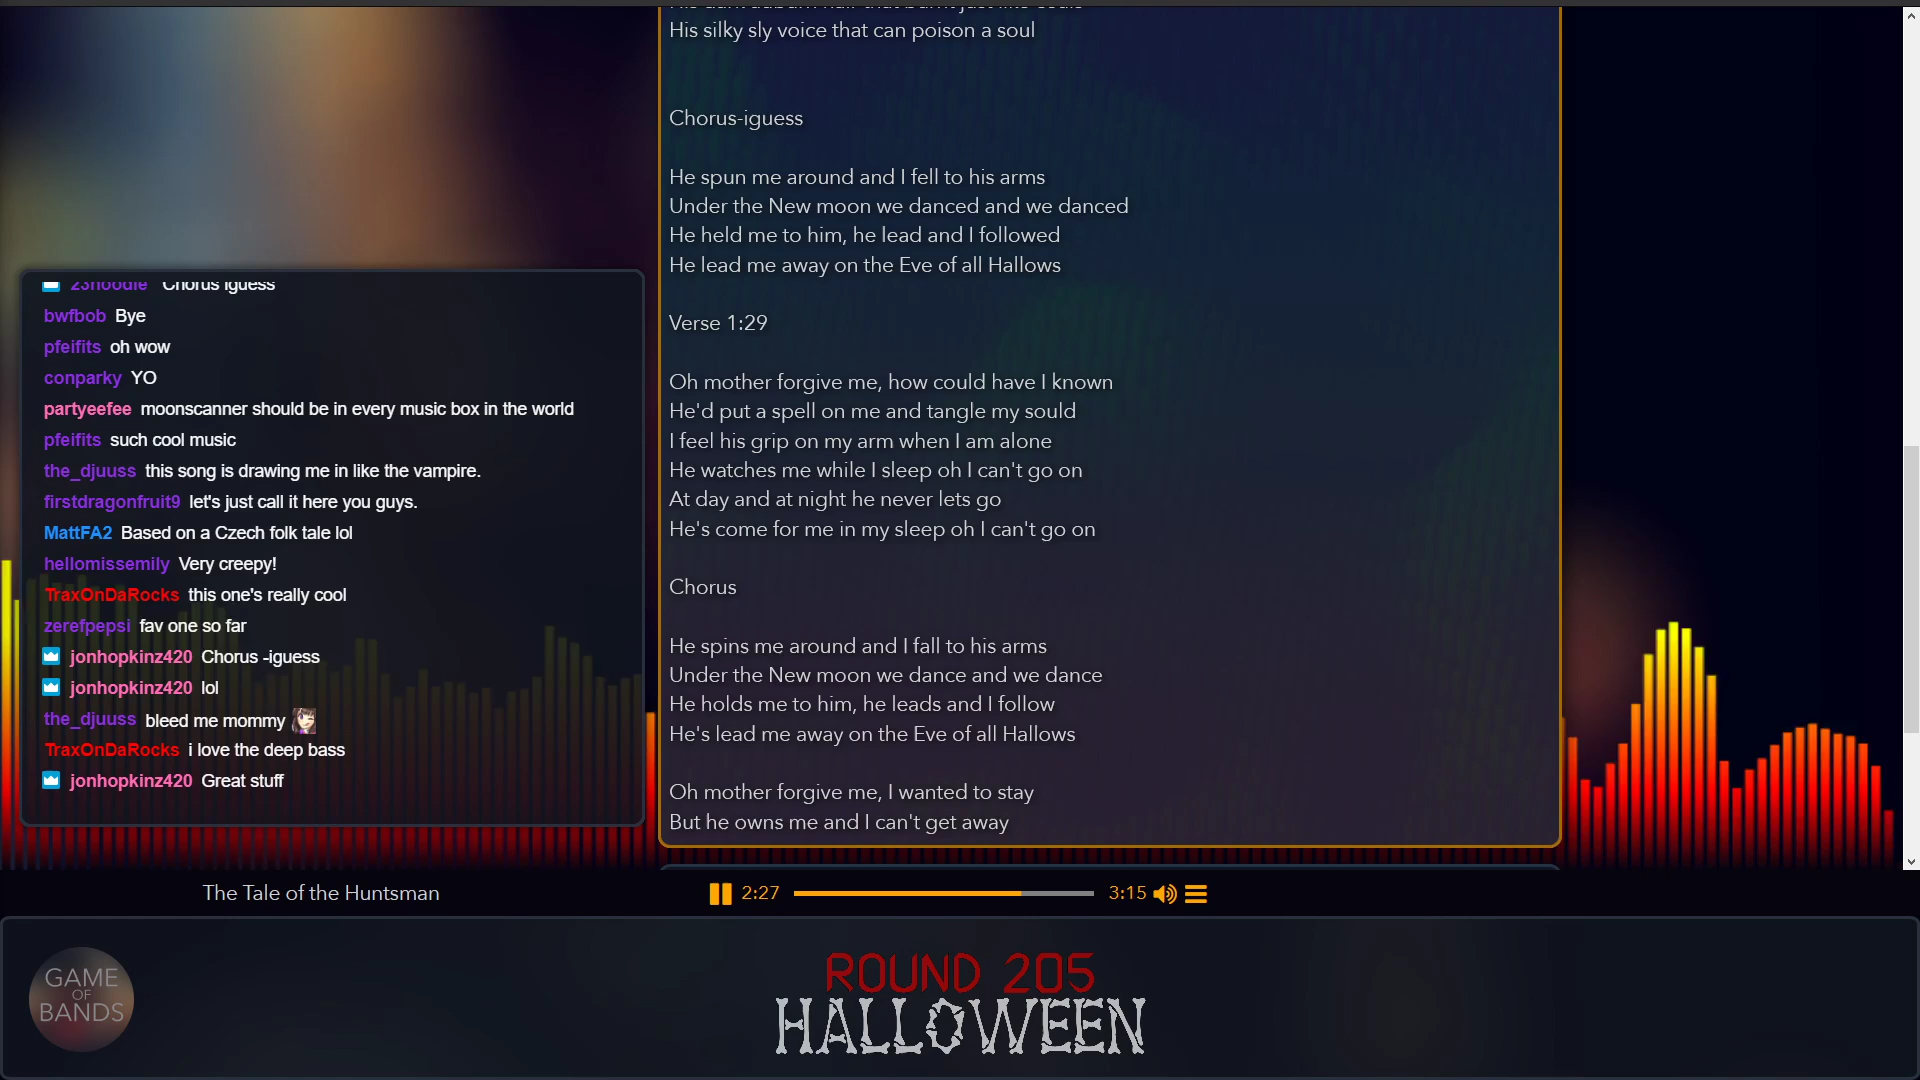 His silky sly voice that can poison a soul
Chorus-iguess
He spun me around and I fell to his arms
Under the New moon we danced and we danced
He held me to him, he lead and I followed
He lead me away on the Eve of all Hallows
Verse 1:29
Oh mother forgive me, how could have I known
He'd put a spell on me and tangle my sould
I feel his grip on my arm when I am alone
He watches me while I sleep oh I can't go on
At day and at night he never lets go
He's come for me in my sleep oh I can't go on
Chorus
He spins me around and I fall to his arms
Under the New moon we dance and we dance
He holds me to him, he leads and I follow
He's lead me away on the Eve of all Hallows
Oh mother forgive me, I wanted to stay
But he owns me and I can't get away
23noodle Chorus iguess
bwfbob Bye
pfeifits oh wow
conparky YO
partyeefee moonscanner should be in every music box in the world
pfeifits such cool music
the_djuuss this song is drawing me in like the vampire.
firstdragonfruit9 let's just call it here you guys.
MattFA2 Based on a Czech folk tale lol
hellomissemily Very creepy!
TraxOnDaRocks this one's really cool
zerefpepsi fav one so far
jonhopkinz420 Chorus -iguess
jonhopkinz420 lol
the_djuuss bleed me mommy
TraxOnDaRocks i love the deep bass
jonhopkinz420 Great stuff
The Tale of the Huntsman
2:27 3:15
GAME
OF
BANDS
ROUND 205
HALLOWEEN